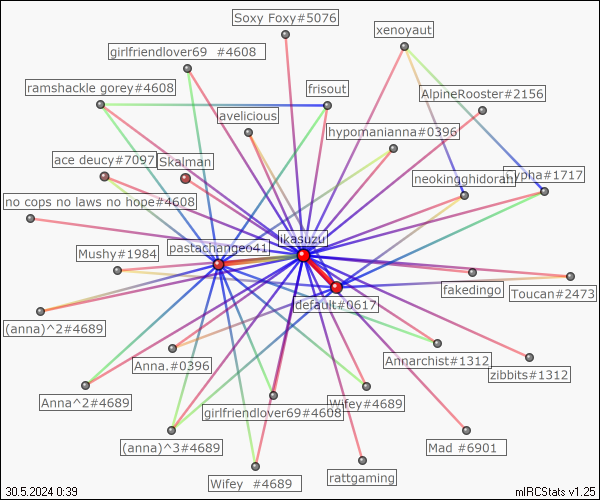 Soxy Foxy#5076
xenoyaut
girlfriendlover69 #4608
ramshackle gorey#4608
frisout
AlpineRooster#2156
lavelicious
hypomanianna#0396
ace deucy#7097
Skalman
neokingghidorah
Cypha#1717
no cops no laws no hope#4608
ikasuzu
pastachange041
Mushy#1984
fakedingo
Toucan#2473
default#0617
(anna)^2#4689
Anna.#0396
Annarchist#1312
zibbits#1312
Anna^2#4689
Wifey#4689
girlfriendlover69#4608
(anna)^3#4689
Mad #6901
Wifey #4689
rattgaming
30.5.2024 0:39
mIRCStats v1.25